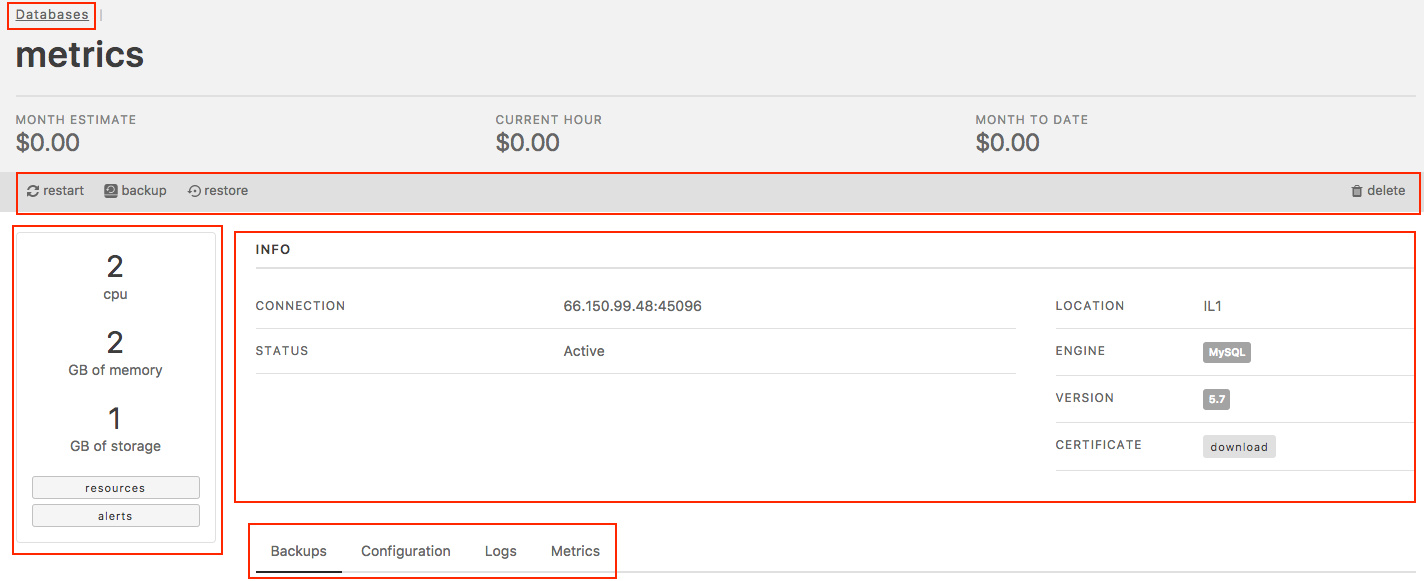 Databases |
metrics
MONTH ESTIMATE CURRENT HOUR MONTH TO DATE
$0.00 $0.00 $0.00
restart backup restore delete
2
cpu
2
GB of memory
1
GB of storage
resources
alerts
INFO
CONNECTION 66.150.99.48:45096
STATUS Active
LOCATION IL1
ENGINE MySQL
VERSION 5.7
CERTIFICATE download
Backups Configuration Logs Metrics